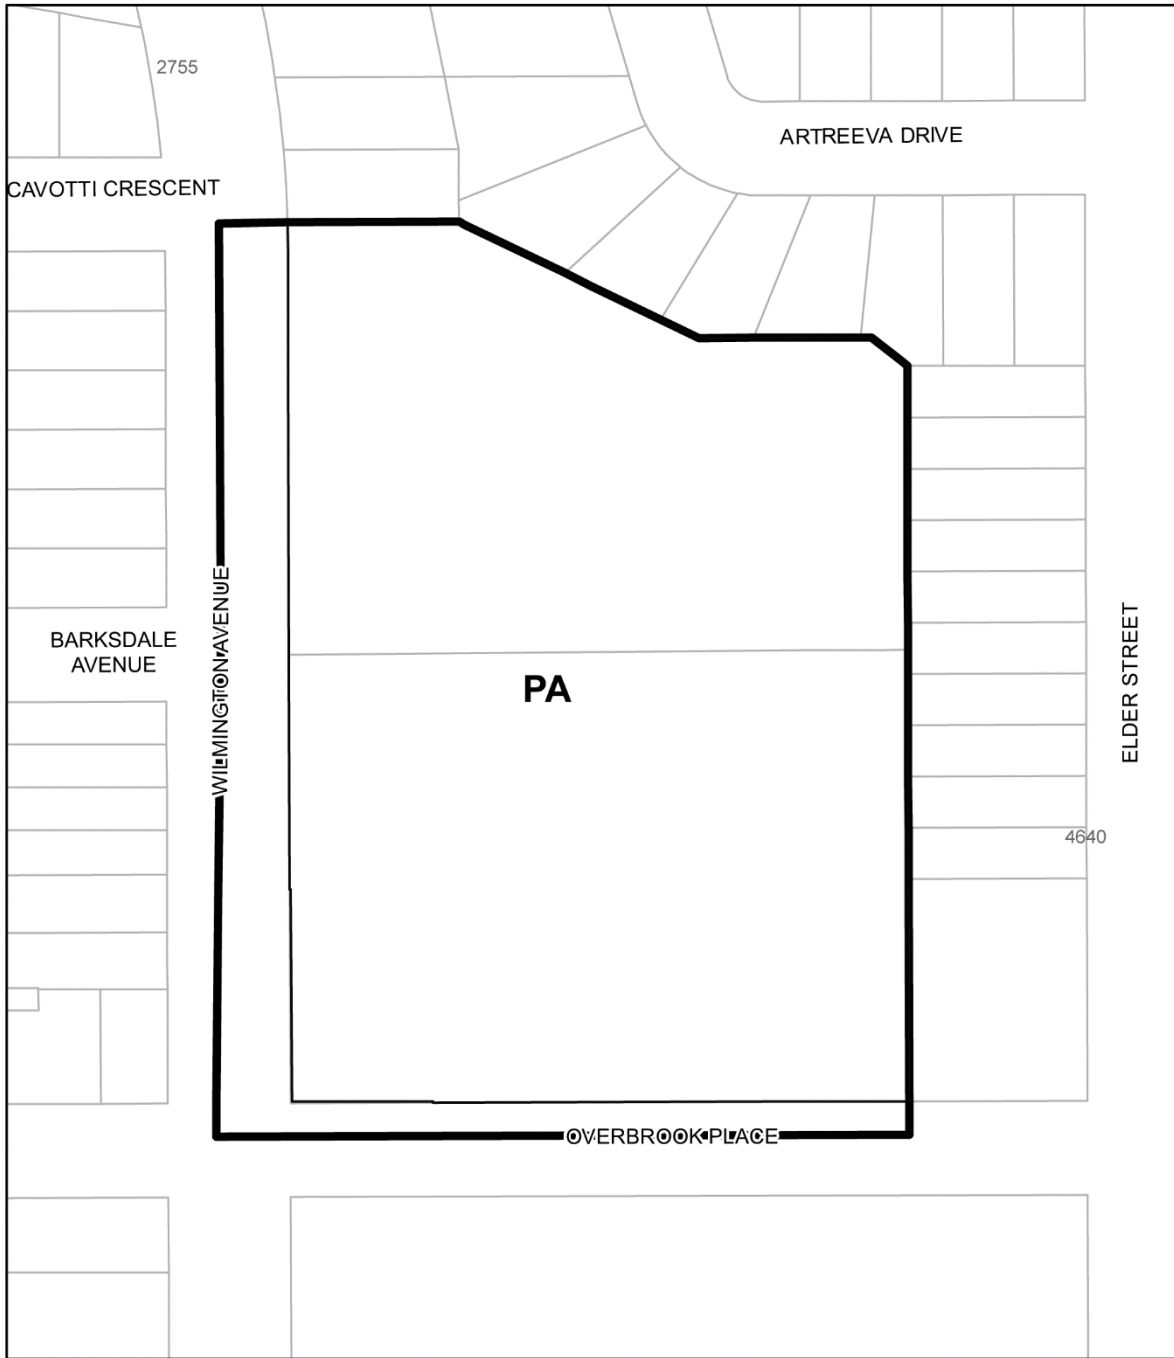 2755
ARTREEVA DRIVE
CAVOTTI CRESCENT
BARKSDALE
AVENUE
WILMINGTON AVENUE
PA
ELDER STREET
4640
OVERBROOK PLACE